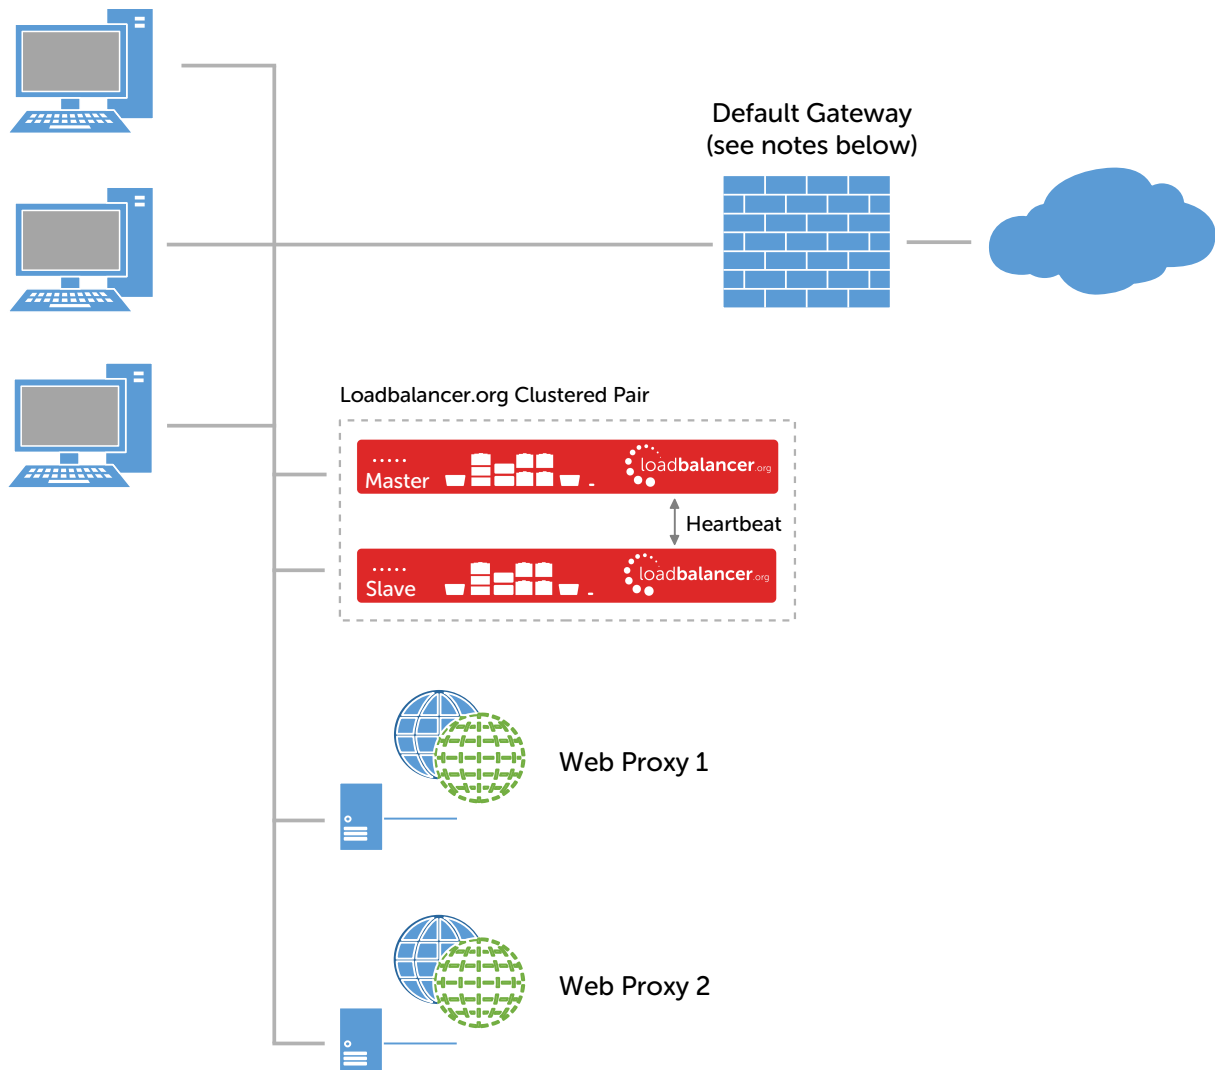 Default Gateway
(see notes below)
Loadbalancer.org Clustered Pair
Master
loadbalancer.org
Heartbeat
Slave
loadbalancer.org
Web Proxy 1
Web Proxy 2